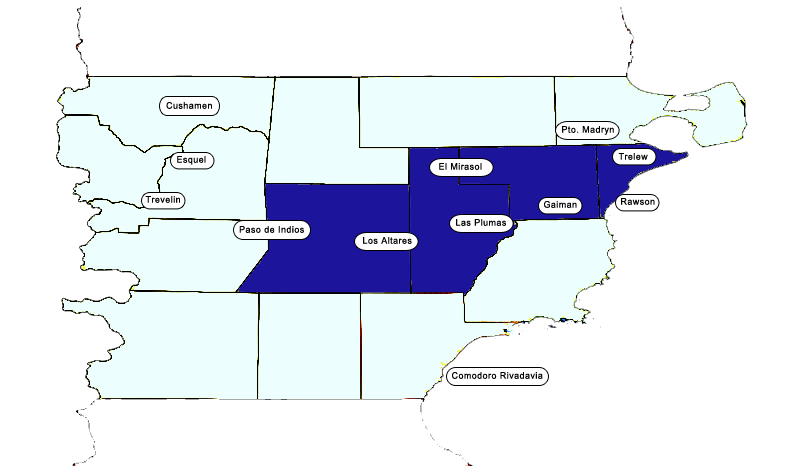 Cushamen
Pto. Madryn
Esquel
El Mirasol
Trelew
Trevelin
Gaiman
Rawson
Paso de Indios
Los Altares
Las Plumas
Comodoro Rivadavia